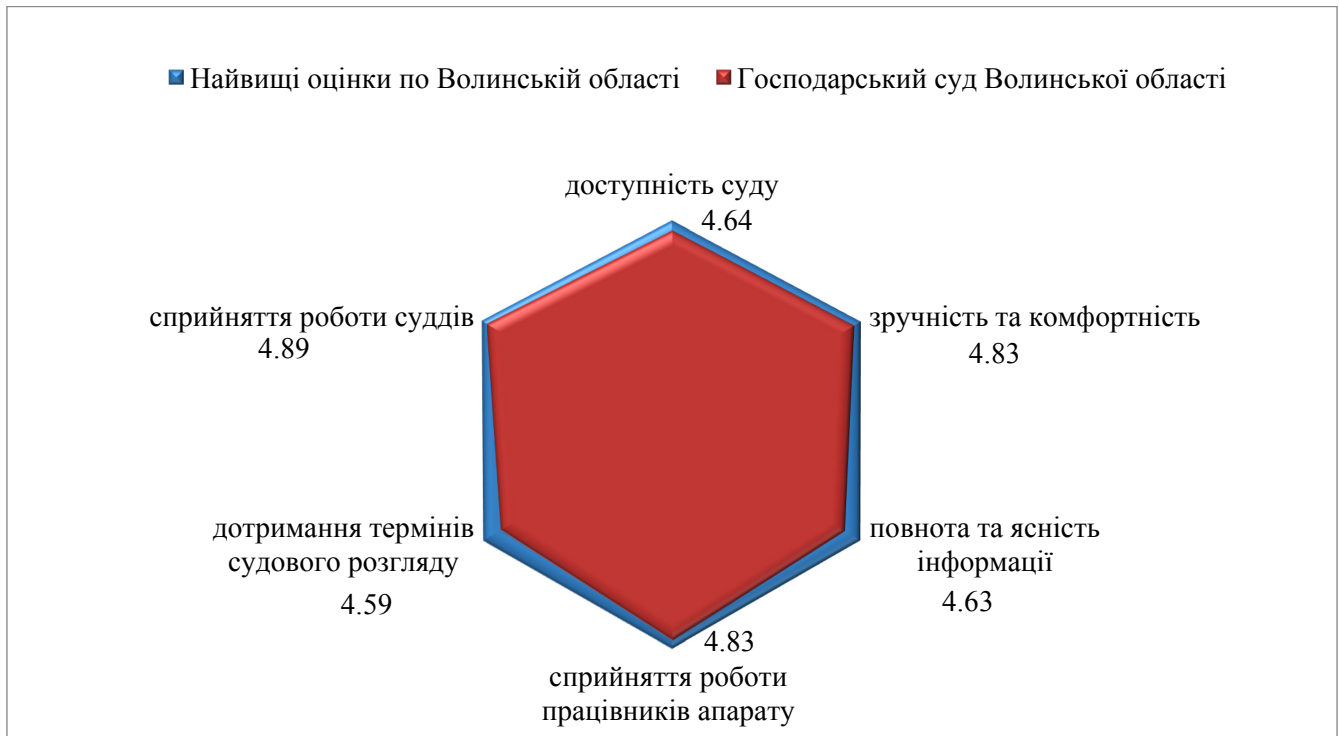 Найвищі оцінки по Волинській області
Господарський суд Волинської області
доступність суду
4.64
зручність та комфортність
4.83
повнота та ясність
інформації
4.63
4.83
сприйняття роботи
працівників апарату
дотримання термінів
судового розгляду
4.59
сприйняття роботи суддів
4.89